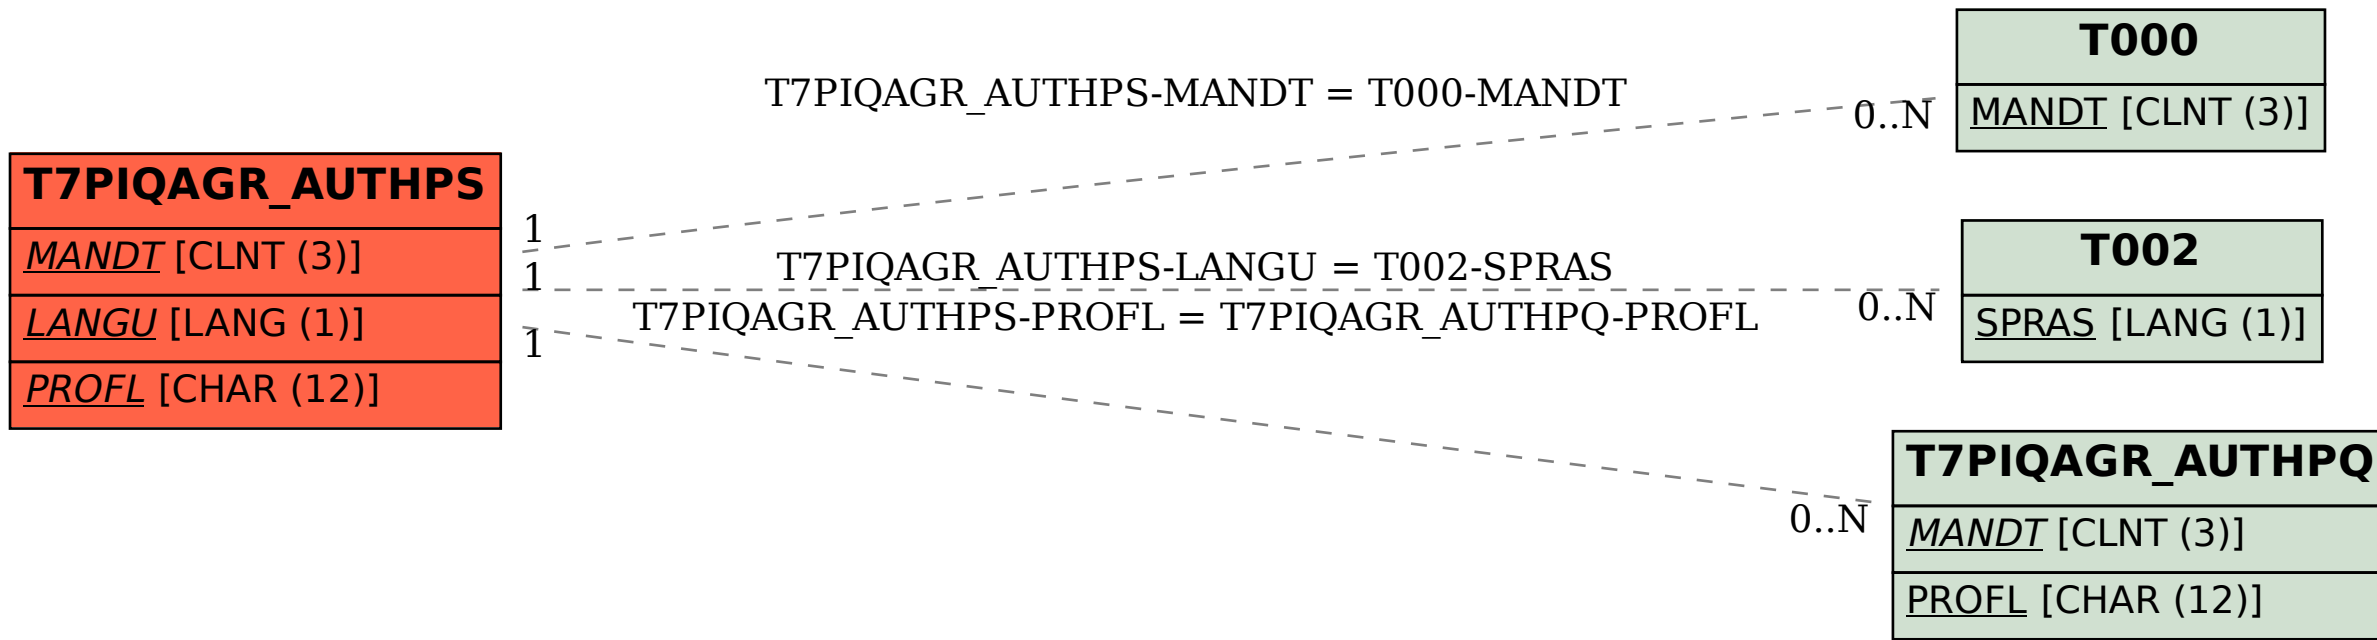 T7PIQAGR_AUTHPS
MANDT [CLNT (3)]
LANGU [LANG (1)]
PROFL [CHAR (12)]
T7PIQAGR_AUTHPS-MANDT = T000-MANDT
1
0..N
T7PIQAGR_AUTHPS-LANGU = T002-SPRAS
1
0..N
T7PIQAGR_AUTHPS-PROFL = T7PIQAGR_AUTHPQ-PROFL
1
0..N
T000
MANDT [CLNT (3)]
T002
SPRAS [LANG (1)]
T7PIQAGR_AUTHPQ
MANDT [CLNT (3)]
PROFL [CHAR (12)]